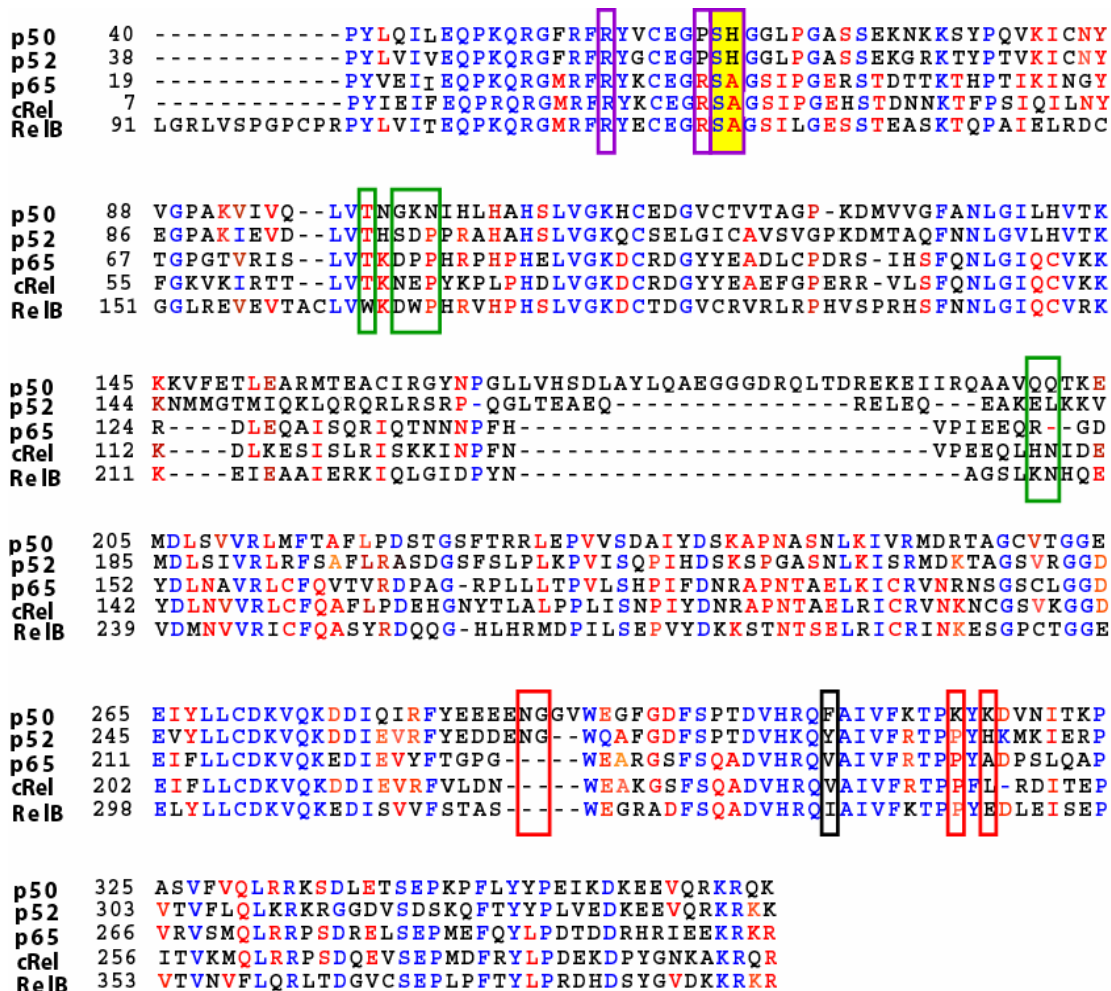 p50 40 ------------PYLQILEQPKQRGFRFRYVCEGPSHGGLPGASSEKNKKSYPQVKICNY
p52 38 ------------PYLVIVEQPKQRGFRFRYGCEGPSHGGLPGASSEKGRKTYPTVKICNY
p65 19 ------------PYVEIIEQPKQRGMRFRYKCEGRSAGSIPGERSTDTTKTHPTIKINGY
cRel 7 ------------PYIEIFEQPRQRGMRFRYKCEGRSAGSIPGEHSTDNNKTFPSIQILNY
RelB 91 LGRLVSPGPCPRPYLVITEQPKQRGMRFRYECEGRSAGSILGESSTEASKTQPAIELRDC
p50 88 VGPAKVIVQ--LVTNGKNIHLHAHSLVGKHCEDGVCTVTAGP-KDMVVGFANLGILHVTK
p52 86 EGPAKIEVD--LVTHSDPPRAHAHSLVGKQCSELGICAVSVGPKDMTAQFNNLGVLHVTK
p65 67 TGPGTVRIS--LVTKDPPHRPHPHELVGKDCRDGYYEADLCPDRS-IHSFQNLGIQCVKK
cRel 55 FGKVKIRTT--LVTKNEPYKPLPHDLVGKDCRDGYYEAEFGPERR-VLSFQNLGIQCVKK
RelB 151 GGLREVEVTACLVWKDWPHRVHPHSLVGKDCTDGVCRVRLRPHVSPRHSFNNLGIQCVRK
p50 145 KKVFETLEARMTEACIRGYNPGLLVHSDLAYLQAEGGGDRQLTDREKEIIRQAAVQQTKE
p52 144 KNMMGTMIQKLQRQRLRSRP-QGLTEAEQ---------------RELEQ---EAKELKKV
p65 124 R----DLEQAISQRIQTNNNPFH--------------------------VPIEEQR-GD
cRel 112 K----DLKESISLRISKKINPFN--------------------------VPEEQLHNIDE
RelB 211 K----IEAAIERKIQLGIDPYN----------------------------AGSLKNHQE
p50 205 MDLSVVRLMFTAFLPDSTGSFTRRLEPVVSDAIYDSKAPNASNLKIVRMDRTAGCVTGGE
p52 185 MDLSIVRLRFSAFLRASDGSFSLPLKPVISQPIHDSKSPGASNLKISRMDKTAGSVRGGD
p65 152 YDLNAVRLCFQVTVRDPAG-RPLLLTPVLSHPIFDNRAPNTAELKICRVNRNSGSCLGGD
cRel 142 YDLNVVRLCFQAFLPDEHGNYTLALPPLISNPIYDNRAPNTAELRICRVNKNCGSVKGGD
RelB 239 VDMNVVRICFQASYRDQQG-HLHRMDPILSEPVYDKKSTNTSELRICRINKESGPCTGGE
p50 265 EIYLLCDKVQKDDIQIRFYEEEENGGVWEGFGDFSPTDVHRQFAIVFKTPKYKDVNITKP
p52 245 EVYLLCDKVQKDDIEVRFYEDDENG--WQAFGDFSPTDVHKQYAIVFRTPPYHKMKIERP
p65 211 EIFLLCDKVQKEDIEVYFTGPG-----WEARGSFSQADVHRQVAIVFRTPPYADPSLQAP
cRel 202 EIFLLCDKVQKDDIEVRFVLDN-----WEAKGSFSQADVHRQVAIVFRTPPFL-RDITEP
RelB 298 ELYLLCDKVQKEDISVVFSTAS-----WEGRADFSQADVHRQIAIVFKTPPYEDLEISEP
p50 325 ASVFVQLRRKSDLETSEPKPFLYYPEIKDKEEVQRKRQK
p52 303 VTVFLQLKRKRGGDVSDSKQFTYYPLVEDKEEVQRKRKK
p65 266 VRVSMQLRRPSDRELSEPMEFQYLPDTDDRHRIEEKRKR
cRel 256 ITVKMQLRRPSDQEVSEPMDFRYLPDEKDPYGNKAKRQR
RelB 353 VTVNVFLQRLTDGVCSEPLPFTYLPRDHDSYGVDKKRKR